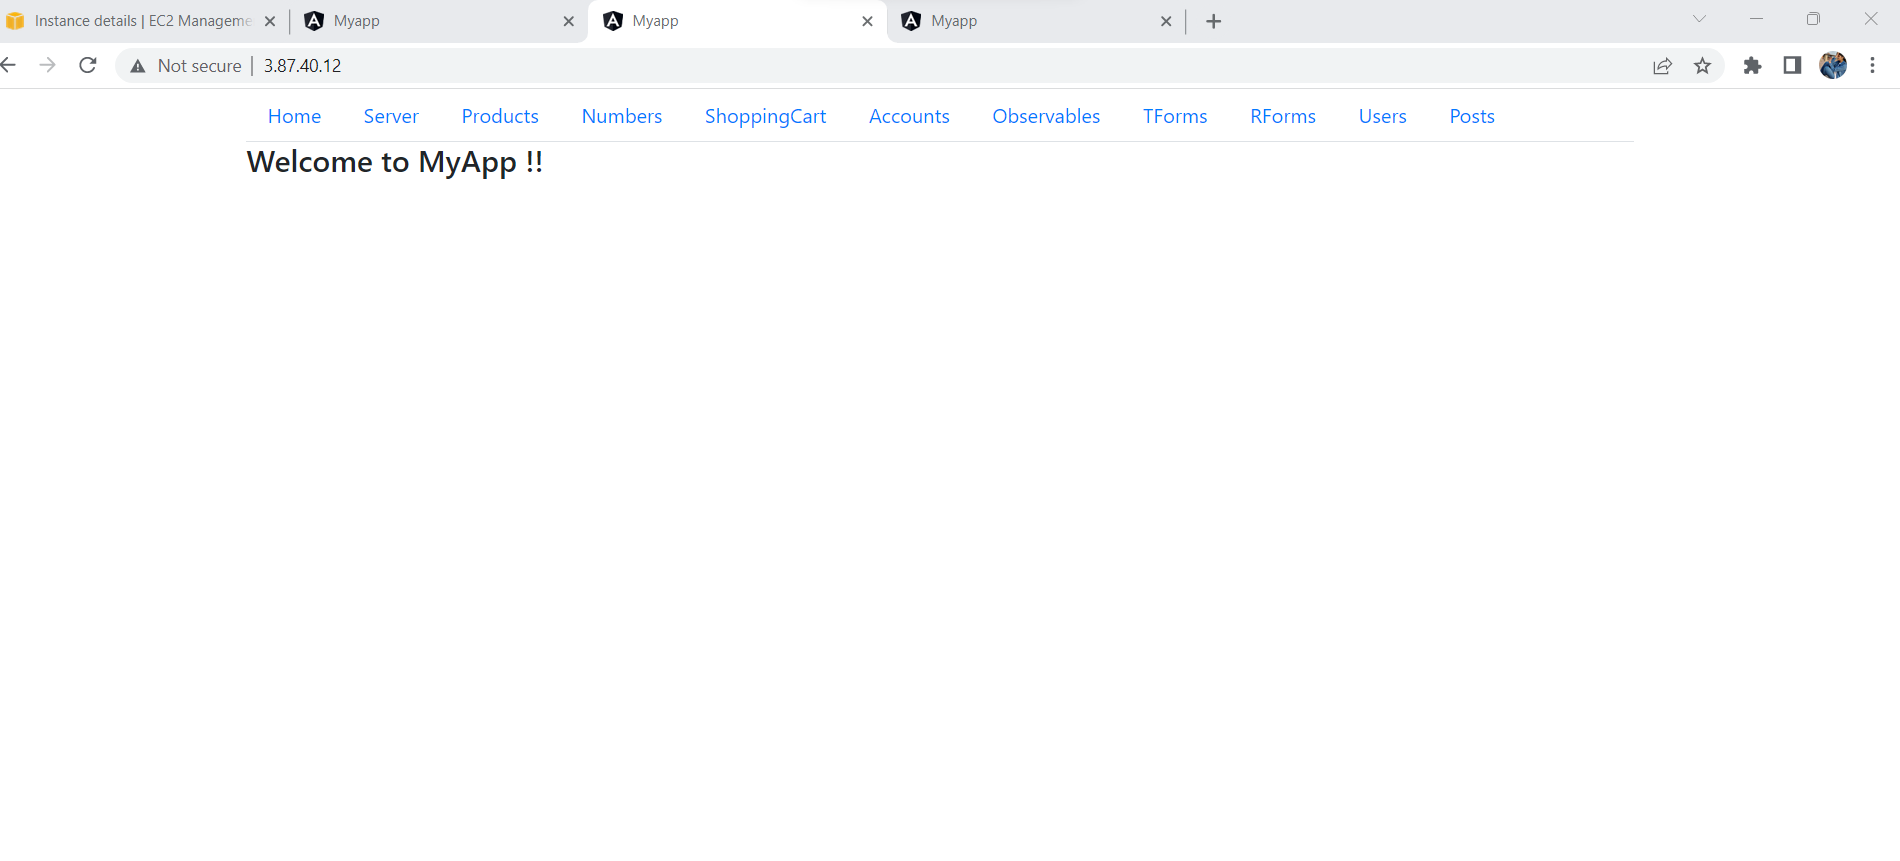 Instance details | EC2 Manageme
Myapp
Myapp
Myapp
Not secure | 3.87.40.12
Home Server Products Numbers ShoppingCart Accounts Observables TForms RForms Users Posts
Welcome to MyApp !!